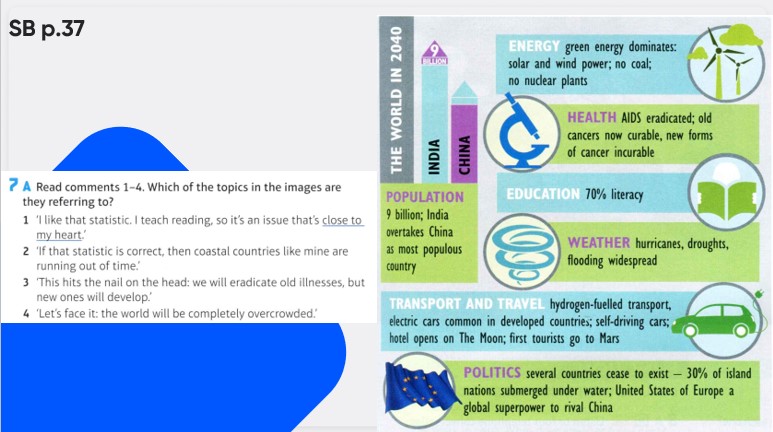 SB p.37
7 A Read comments 1–4. Which of the topics in the images are
they referring to?
1 ‘I like that statistic. I teach reading, so it’s an issue that’s close to
my heart.’
2 ‘If that statistic is correct, then coastal countries like mine are
running out of time.’
3 ‘This hits the nail on the head: we will eradicate old illnesses, but
new ones will develop.’
4 ‘Let’s face it: the world will be completely overcrowded.’
THE WORLD IN 2040
9
BILLION
INDIA
CHINA
POPULATION
9 billion; India
overtakes China
as most populous
country
ENERGY green energy dominates:
solar and wind power; no coal;
no nuclear plants
HEALTH AIDS eradicated; old
cancers now curable, new forms
of cancer incurable
EDUCATION 70% literacy
WEATHER hurricanes, droughts,
flooding widespread
TRANSPORT AND TRAVEL hydrogen-fuelled transport,
electric cars common in developed countries; self-driving cars;
hotel opens on The Moon; first tourists go to Mars
POLITICS several countries cease to exist – 30% of island
nations submerged under water; United States of Europe a
global superpower to rival China